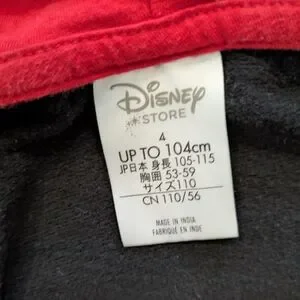 Disney
STORE
4
UP TO 104cm
JP日本 身長 105-115
胸囲 53-59
サイズ110
CN 110/56
MADE IN INDIA
FABRIQUÉ EN INDE